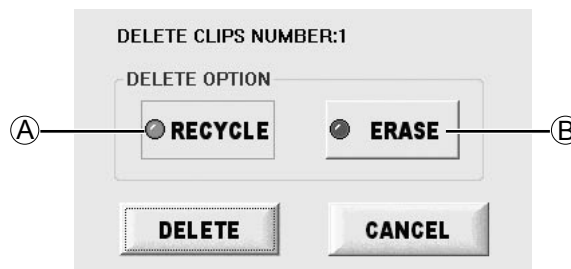 DELETE CLIPS NUMBER:1
DELETE OPTION
A RECYCLE ERASE B
DELETE CANCEL